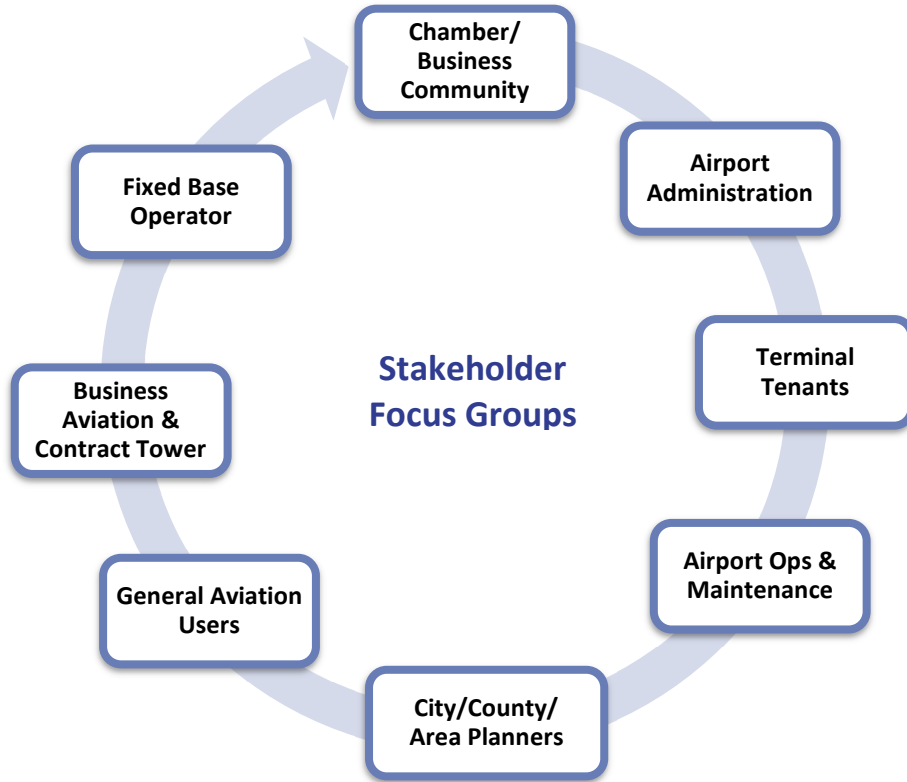 Chamber/
Business
Community
Airport
Administration
Terminal
Tenants
Airport Ops &
Maintenance
City/County/
Area Planners
General Aviation
Users
Business
Aviation &
Contract Tower
Fixed Base
Operator
Stakeholder
Focus Groups